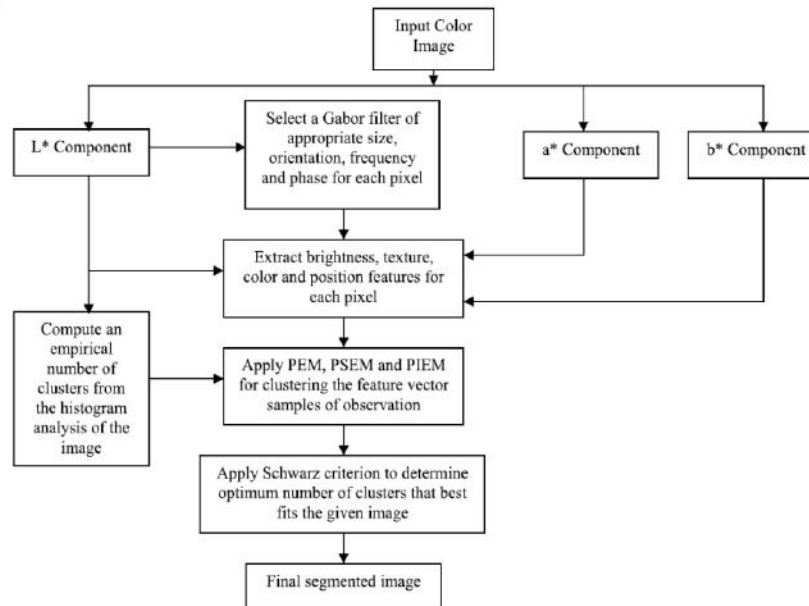 Input Color
Image
L* Component
Select a Gabor filter of
appropriate size,
orientation, frequency
and phase for each pixel
a* Component
b* Component
Extract brightness, texture,
color and position features for
each pixel
Compute an
empirical
number of
clusters from
the histogram
analysis of the
image
Apply PEM, PSEM and PIEM
for clustering the feature vector
samples of observation
Apply Schwarz criterion to determine
optimum number of clusters that best
fits the given image
Final segmented image